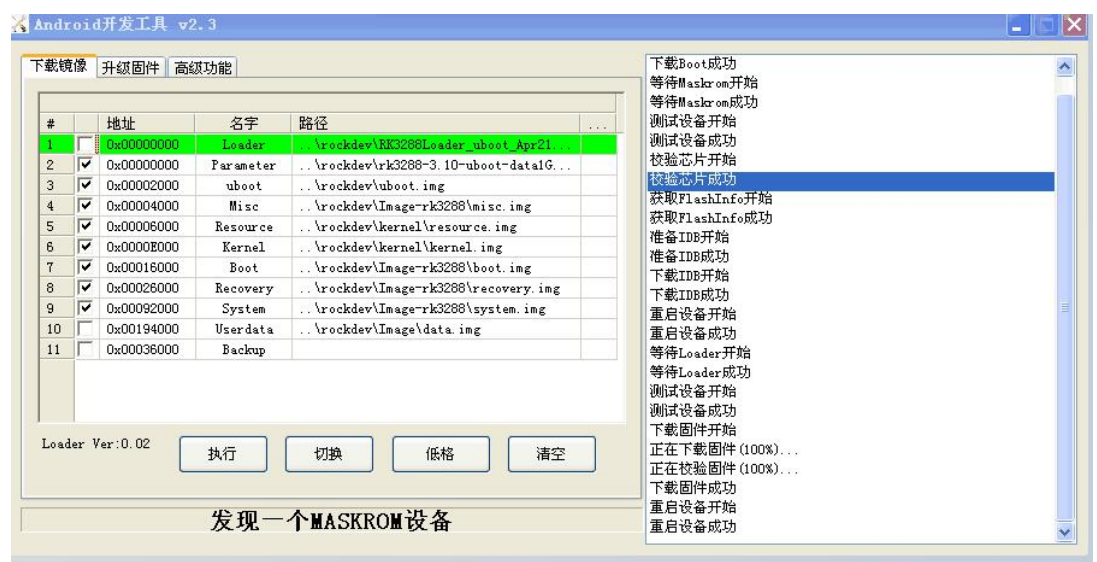 Android开发工具 v2.3
下载镜像 升级固件 高级功能
# 地址 名字 路径 ...
1 0x00000000 Loader ..\rockdev\RK3288Loader_uboot_Apr21...
2 0x00000000 Parameter ..\rockdev\rk3288-3.10-uboot-data1G...
3 0x00002000 uboot ..\rockdev\uboot.img
4 0x00004000 Misc ..\rockdev\Image-rk3288\misc.img
5 0x00006000 Resource ..\rockdev\kernel\resource.img
6 0x0000E000 Kernel ..\rockdev\kernel\kernel.img
7 0x00016000 Boot ..\rockdev\Image-rk3288\boot.img
8 0x00026000 Recovery ..\rockdev\Image-rk3288\recovery.img
9 0x00092000 System ..\rockdev\Image-rk3288\system.img
10 0x00194000 Userdata ..\rockdev\Image\data.img
11 0x00036000 Backup
Loader Ver:0.02 执行 切换 低格 清空
发现一个MASKROM设备
下载Boot成功
等待Maskrom开始
等待Maskrom成功
测试设备开始
测试设备成功
校验芯片开始
校验芯片成功
获取FlashInfo开始
获取FlashInfo成功
准备IDB开始
准备IDB成功
下载IDB开始
下载IDB成功
重启设备开始
重启设备成功
等待Loader开始
等待Loader成功
测试设备开始
测试设备成功
下载固件开始
正在下载固件(100%)...
正在校验固件(100%)...
下载固件成功
重启设备开始
重启设备成功